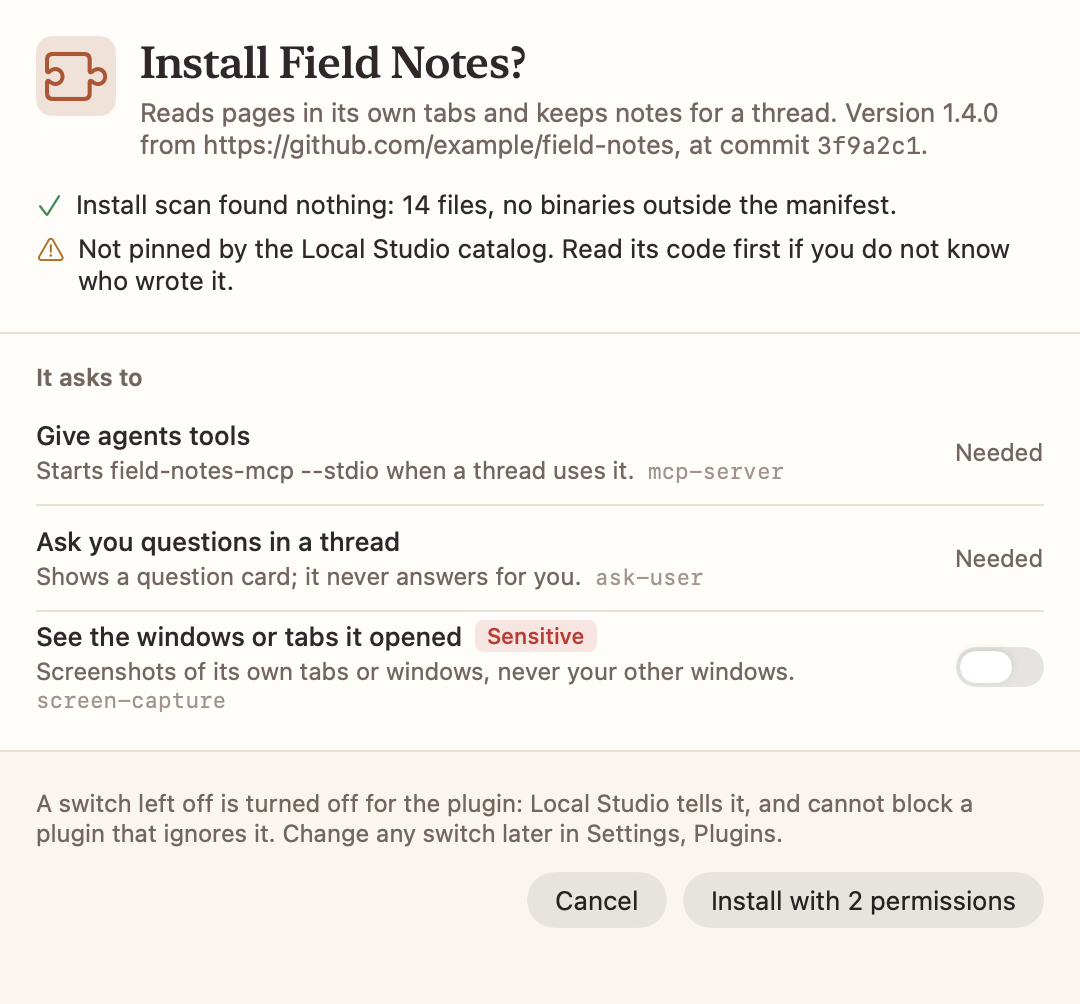 Install Field Notes?
Reads pages in its own tabs and keeps notes for a thread. Version 1.4.0
from https://github.com/example/field-notes, at commit 3f9a2c1.
Install scan found nothing: 14 files, no binaries outside the manifest.
Not pinned by the Local Studio catalog. Read its code first if you do not know
who wrote it.
It asks to
Give agents tools
Needed
Starts field-notes-mcp --stdio when a thread uses it. mcp-server
Ask you questions in a thread
Needed
Shows a question card; it never answers for you. ask-user
See the windows or tabs it opened Sensitive
Screenshots of its own tabs or windows, never your other windows.
screen-capture
A switch left off is turned off for the plugin: Local Studio tells it, and cannot block a
plugin that ignores it. Change any switch later in Settings, Plugins.
Cancel Install with 2 permissions